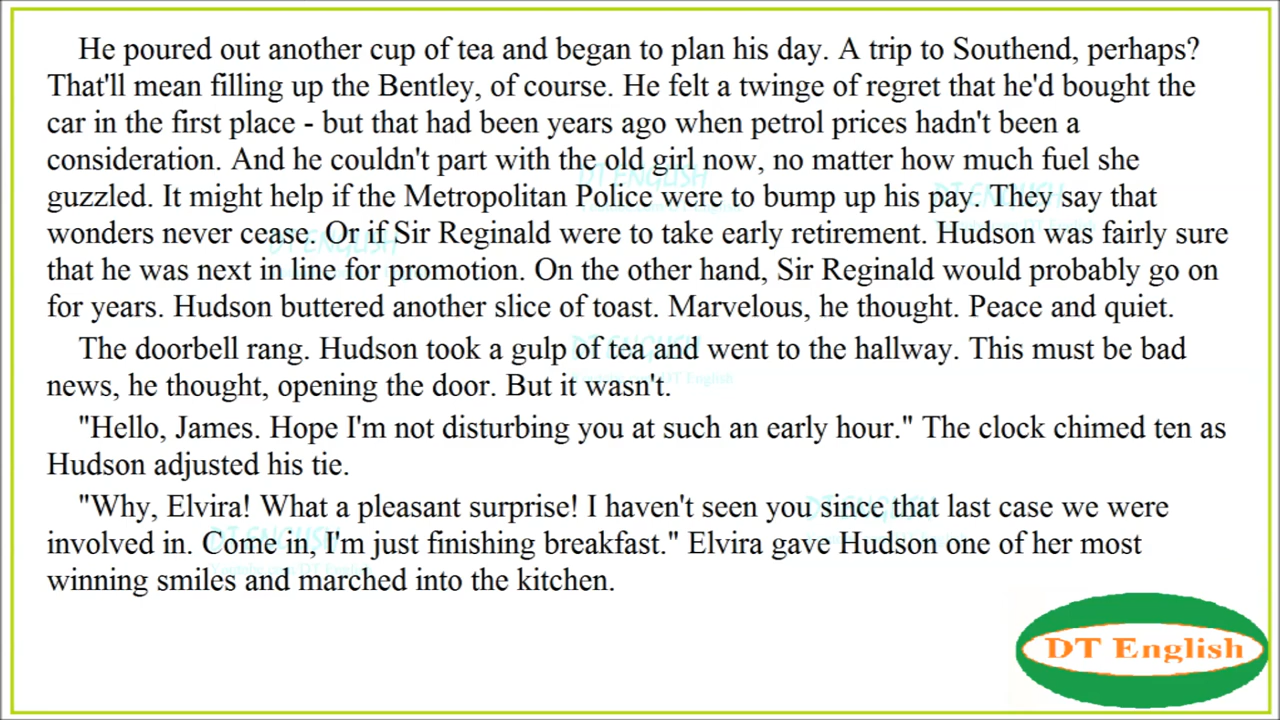 He poured out another cup of tea and began to plan his day. A trip to Southend, perhaps?
That'll mean filling up the Bentley, of course. He felt a twinge of regret that he'd bought the
car in the first place - but that had been years ago when petrol prices hadn't been a
consideration. And he couldn't part with the old girl now, no matter how much fuel she
guzzled. It might help if the Metropolitan Police were to bump up his pay. They say that
wonders never cease. Or if Sir Reginald were to take early retirement. Hudson was fairly sure
that he was next in line for promotion. On the other hand, Sir Reginald would probably go on
for years. Hudson buttered another slice of toast. Marvelous, he thought. Peace and quiet.
The doorbell rang. Hudson took a gulp of tea and went to the hallway. This must be bad
news, he thought, opening the door. But it wasn't.
"Hello, James. Hope I'm not disturbing you at such an early hour." The clock chimed ten as
Hudson adjusted his tie.
"Why, Elvira! What a pleasant surprise! I haven't seen you since that last case we were
involved in. Come in, I'm just finishing breakfast." Elvira gave Hudson one of her most
winning smiles and marched into the kitchen.
DT English